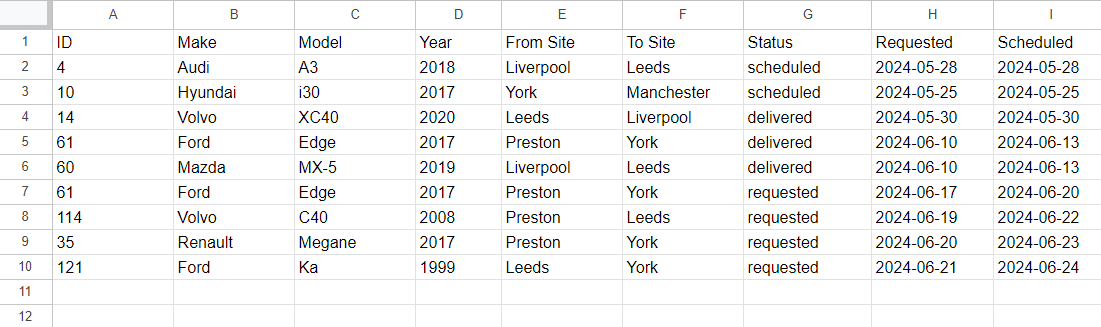 A B C D E F G H I
1 ID Make Model Year From Site To Site Status Requested Scheduled
2 4 Audi A3 2018 Liverpool Leeds scheduled 2024-05-28 2024-05-28
3 10 Hyundai i30 2017 York Manchester scheduled 2024-05-25 2024-05-25
4 14 Volvo XC40 2020 Leeds Liverpool delivered 2024-05-30 2024-05-30
5 61 Ford Edge 2017 Preston York delivered 2024-06-10 2024-06-13
6 60 Mazda MX-5 2019 Liverpool Leeds delivered 2024-06-10 2024-06-13
7 61 Ford Edge 2017 Preston York requested 2024-06-17 2024-06-20
8 114 Volvo C40 2008 Preston Leeds requested 2024-06-19 2024-06-22
9 35 Renault Megane 2017 Preston York requested 2024-06-20 2024-06-23
10 121 Ford Ka 1999 Leeds York requested 2024-06-21 2024-06-24
11
12